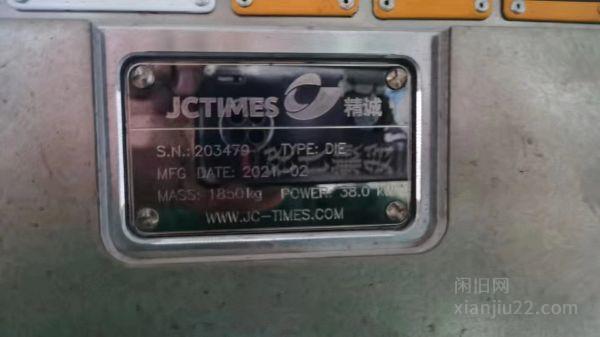 JCTIMES 精诚
S.N.: 203479 TYPE: DIE
MFG DATE: 2021-02
MASS: 1850kg POWER: 38.0 KW
WWW.JC-TIMES.COM
闲旧网
xianjiu22.com